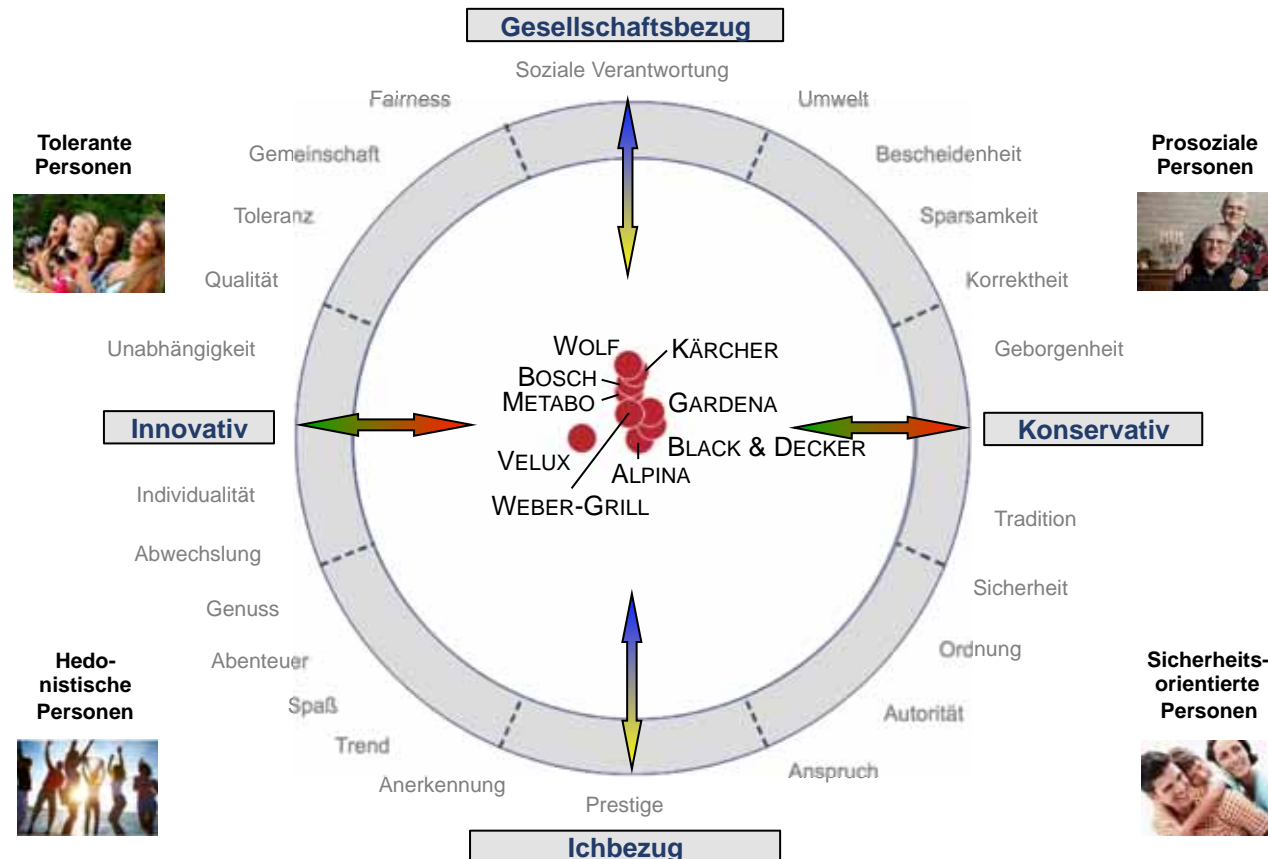 Gesellschaftsbezug
Soziale Verantwortung
Fairness
Umwelt
Tolerante
Personen
Gemeinschaft
Bescheidenheit
Prosoziale
Personen
Toleranz
Sparsamkeit
Qualität
Korrektheit
Unabhängigkeit
Geborgenheit
WOLF
KÄRCHER
BOSCH
METABO
GARDENA
Innovativ
Konservativ
BLACK & DECKER
VELUX
ALPINA
WEBER-GRILL
Individualität
Tradition
Abwechslung
Sicherheit
Genuss
Ordnung
Hedo-
nistische
Personen
Abenteuer
Sicherheits-
orientierte
Personen
Spaß
Autorität
Trend
Anerkennung
Anspruch
Prestige
Ichbezug